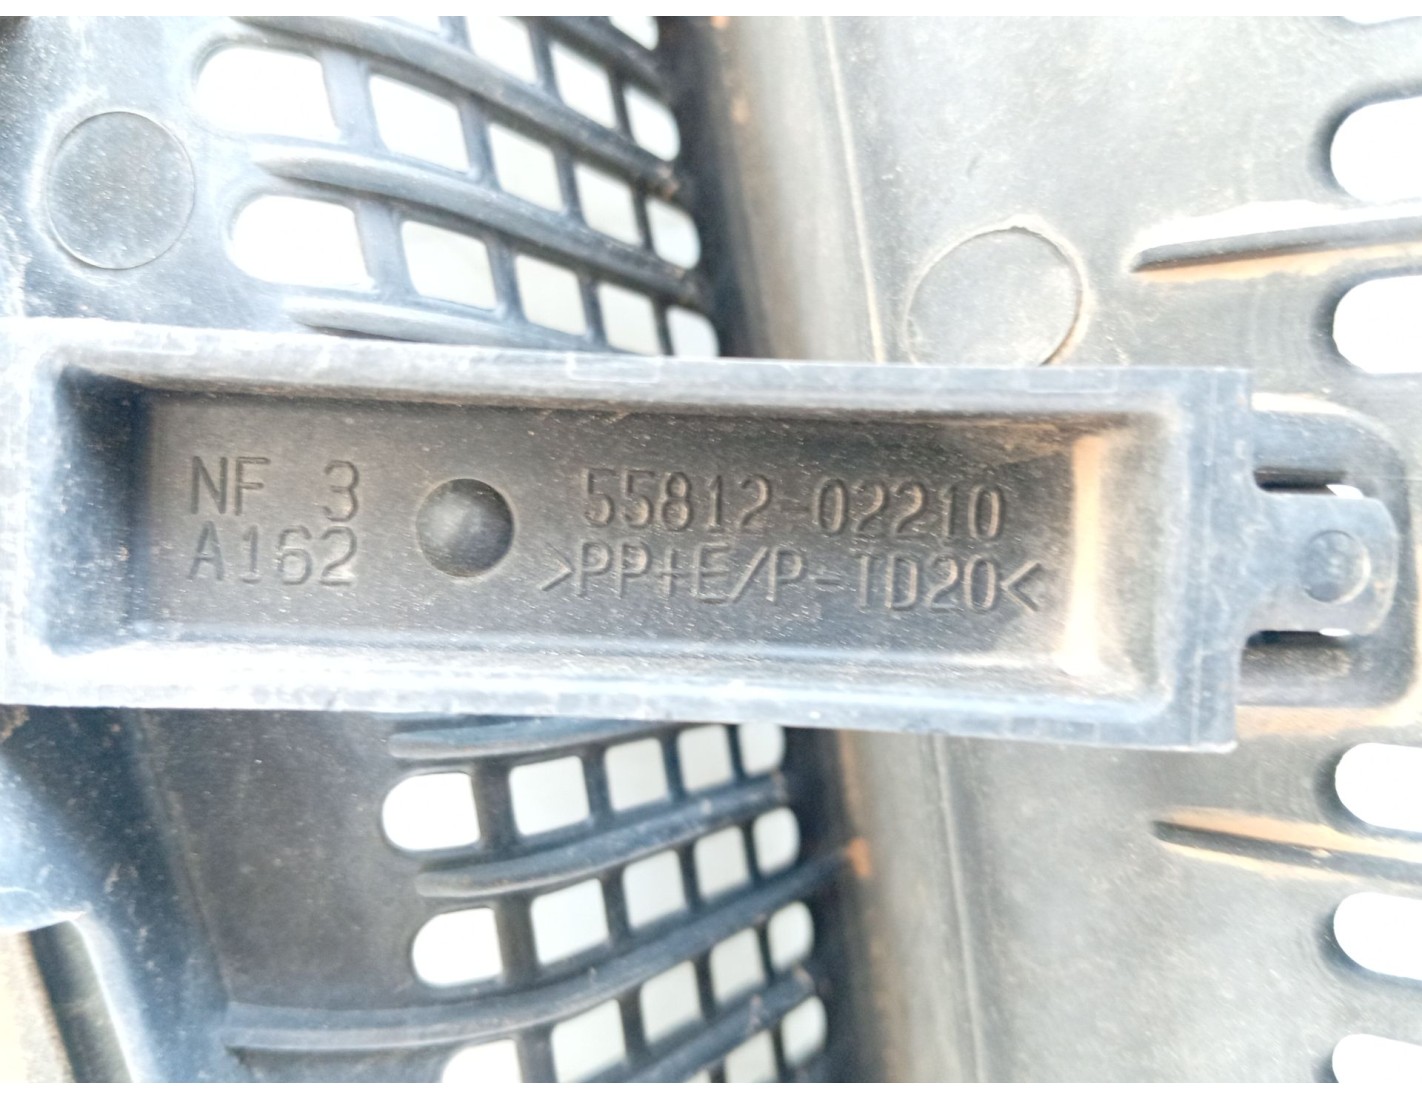 NF 3
A162
55812-02210
>PP+E/P-TD20<